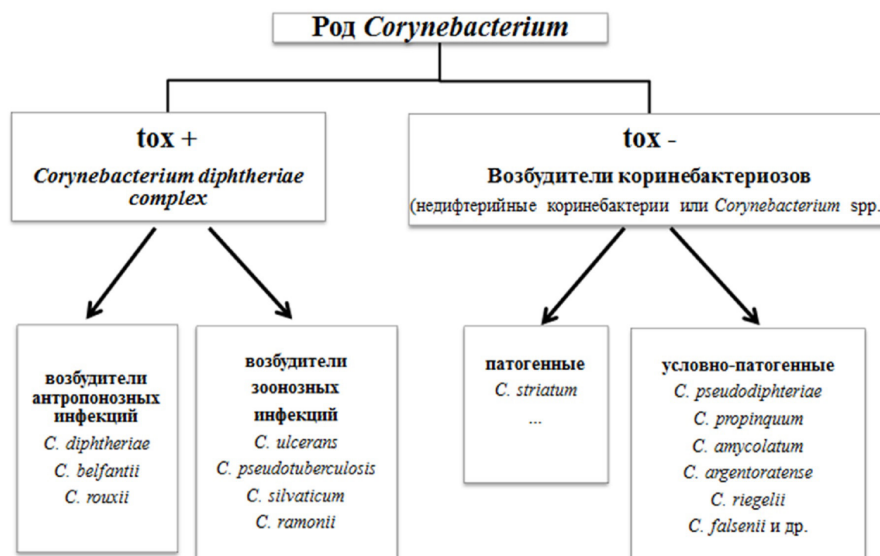 Род Corynebacterium
tox +
Corynebacterium diphtheriae
complex
tox -
Возбудители коринебактериозов
(недифтерийные коринебактерии или Corynebacterium spp.
возбудители
антропонозных
инфекций
C. diphtheriae
C. belfantii
C. rouxii
возбудители
зоонозных
инфекций
C. ulcerans
C. pseudotuberculosis
C. silvaticum
C. ramonii
патогенные
C. striatum
...
условно-патогенные
C. pseudodiphteriae
C. propinquum
C. amycolatum
C. argentoratense
C. riegelii
C. falsenii и др.